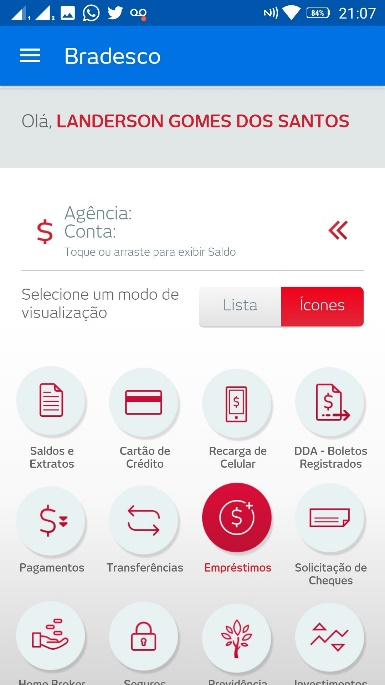 84% 21:07
Bradesco
Olá, LANDERSON GOMES DOS SANTOS
Agência:
Conta:
Toque ou arraste para exibir Saldo
Selecione um modo de
visualização
Lista
Ícones
Saldos e
Extratos
Cartão de
Crédito
Recarga de
Celular
DDA - Boletos
Registrados
Pagamentos
Transferências
Empréstimos
Solicitação de
Cheques
Home Broker
Seguros
Previdência
Investimentos